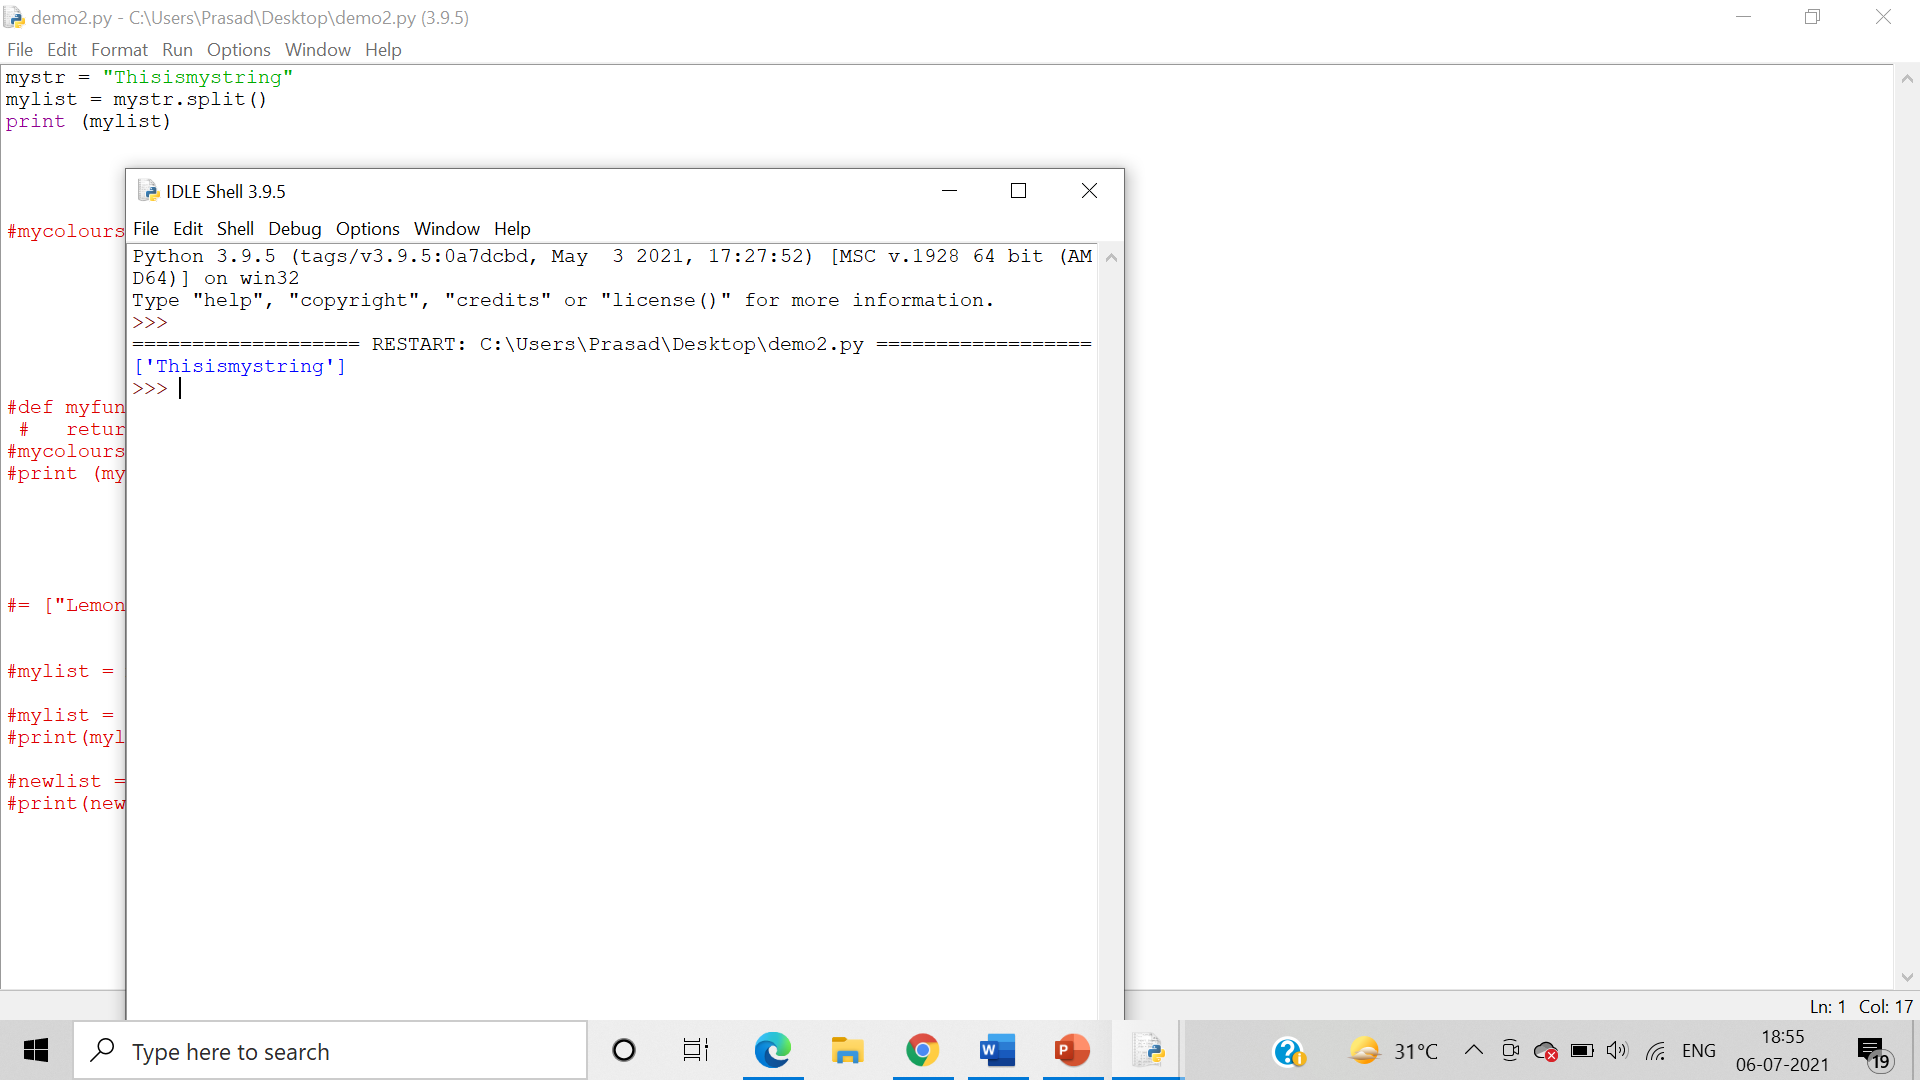 demo2.py - C:\Users\Prasad\Desktop\demo2.py (3.9.5)
File Edit Format Run Options Window Help
mystr = "Thisismystring"
mylist = mystr.split()
print (mylist)
#mycolours
#def myfun
#   retur
#mycolours
#print (my
#= ["Lemon
#mylist =
#mylist =
#print(myl
#newlist =
#print(new
IDLE Shell 3.9.5
File Edit Shell Debug Options Window Help
Python 3.9.5 (tags/v3.9.5:0a7dcbd, May  3 2021, 17:27:52) [MSC v.1928 64 bit (AM
D64)] on win32
Type "help", "copyright", "credits" or "license()" for more information.
>>>
=================== RESTART: C:\Users\Prasad\Desktop\demo2.py ==================
['Thisismystring']
>>>
Ln: 1 Col: 17
Type here to search
31°C
ENG
18:55
06-07-2021
19